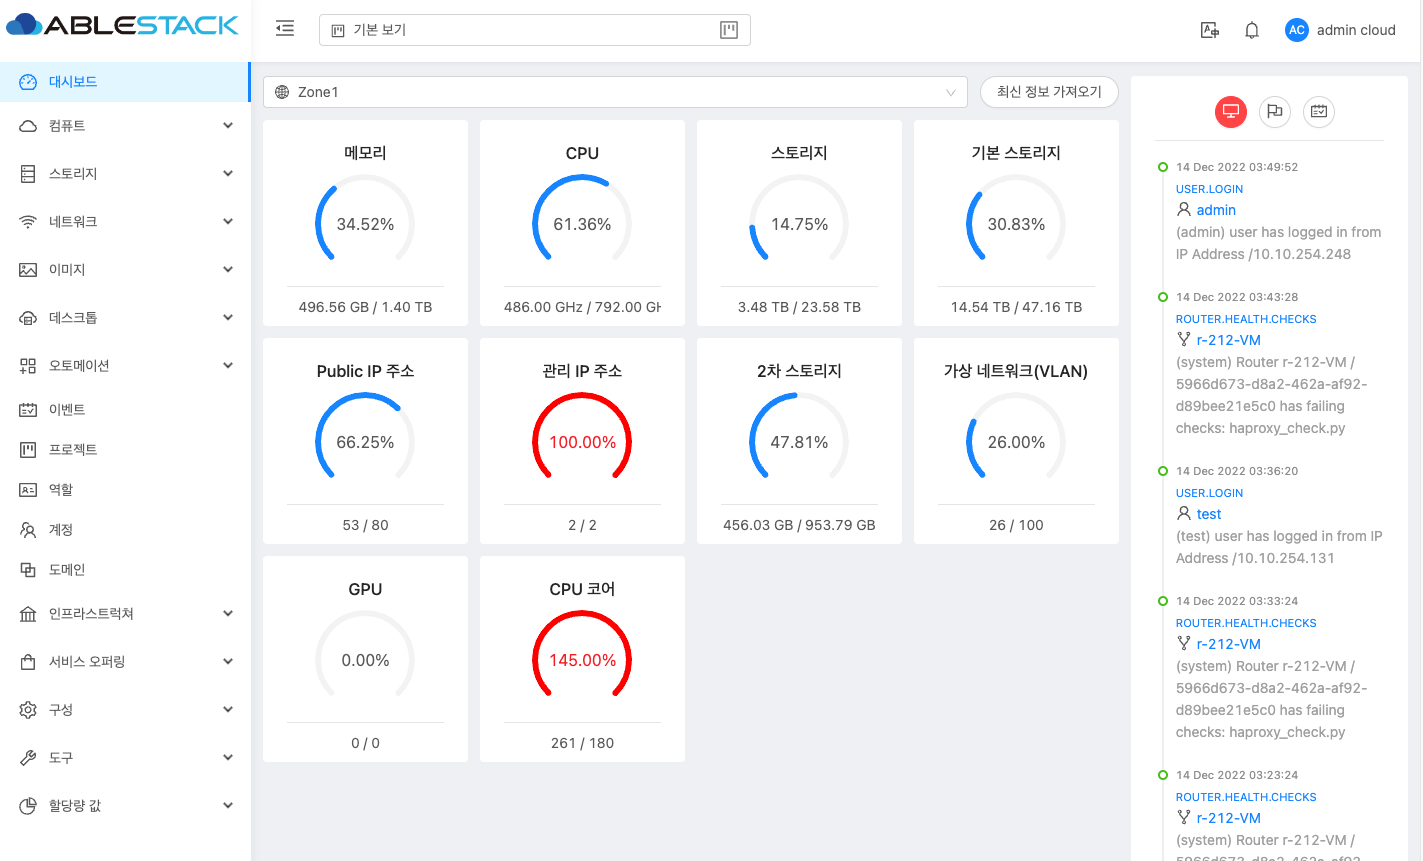 ABLESTACK
기본 보기
AC
admin cloud
대시보드
컴퓨트
스토리지
네트워크
이미지
데스크톱
오토메이션
이벤트
프로젝트
역할
계정
도메인
인프라스트럭쳐
서비스 오퍼링
구성
도구
할당량 값
Zone1
최신 정보 가져오기
메모리
34.52%
496.56 GB / 1.40 TB
CPU
61.36%
486.00 GHz / 792.00 GH
스토리지
14.75%
3.48 TB / 23.58 TB
기본 스토리지
30.83%
14.54 TB / 47.16 TB
Public IP 주소
66.25%
53 / 80
관리 IP 주소
100.00%
2 / 2
2차 스토리지
47.81%
456.03 GB / 953.79 GB
가상 네트워크(VLAN)
26.00%
26 / 100
GPU
0.00%
0 / 0
CPU 코어
145.00%
261 / 180
14 Dec 2022 03:49:52
USER.LOGIN
admin
(admin) user has logged in from
IP Address /10.10.254.248
14 Dec 2022 03:43:28
ROUTER.HEALTH.CHECKS
r-212-VM
(system) Router r-212-VM /
5966d673-d8a2-462a-af92-
d89bee21e5c0 has failing
checks: haproxy_check.py
14 Dec 2022 03:36:20
USER.LOGIN
test
(test) user has logged in from IP
Address /10.10.254.131
14 Dec 2022 03:33:24
ROUTER.HEALTH.CHECKS
r-212-VM
(system) Router r-212-VM /
5966d673-d8a2-462a-af92-
d89bee21e5c0 has failing
checks: haproxy_check.py
14 Dec 2022 03:23:24
ROUTER.HEALTH.CHECKS
r-212-VM
(system) Router r-212-VM /
5966d673-d8a2-462a-af92-